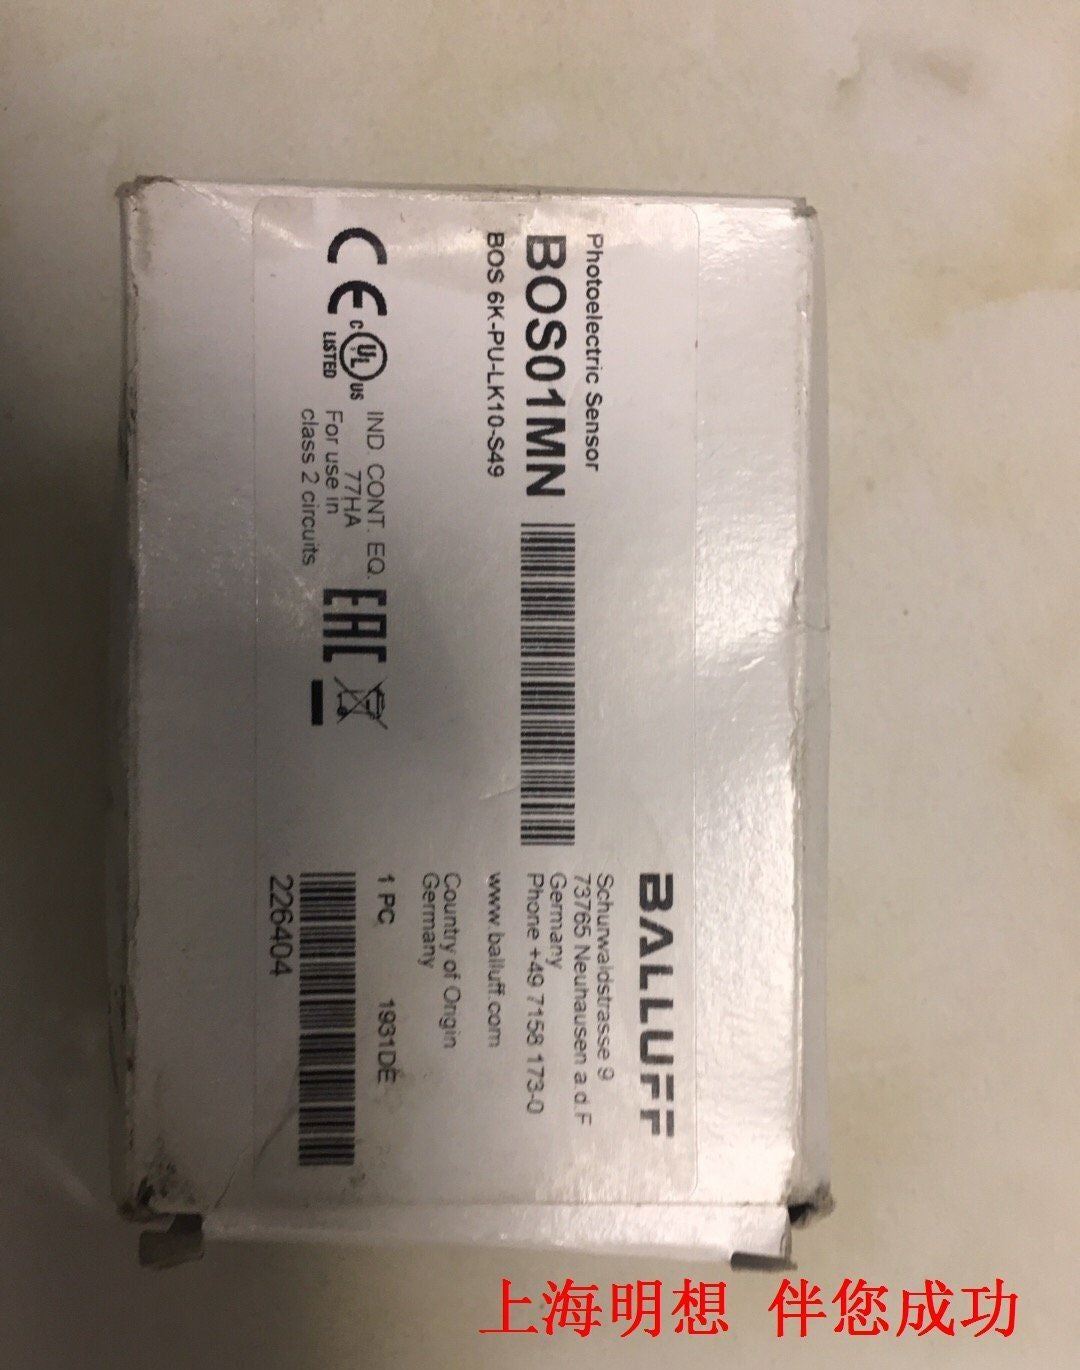 Photoelectric Sensor
BOS01MN
BOS 6K-PU-LK10-S49
CE
C UL US
LISTED
IND. CONT. EQ.
77HA
For use in
class 2 circuits
EAC
BALLUFF
Schurwaldstrasse 9
73765 Neuhausen a.d.F
Germany
Phone +49 7158 173-0
www.balluff.com
Country of Origin
Germany
1 PC 1931DE
226404
上海明想 伴您成功